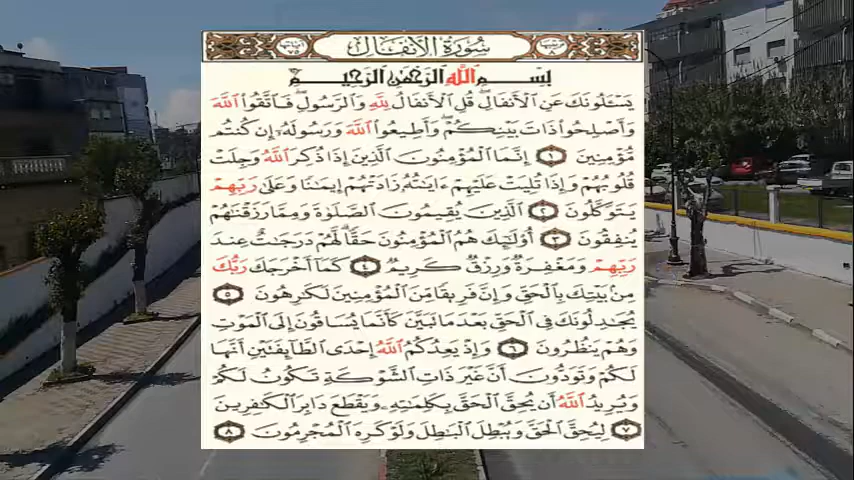 سُورَةُ الأَنفَالِ
بِسْمِ اللَّهِ الرَّحْمَٰنِ الرَّحِيمِ
يَسْـَٔلُونَكَ عَنِ ٱلْأَنفَالِ ۖ قُلِ ٱلْأَنفَالُ لِلَّهِ وَٱلرَّسُولِ ۖ فَٱتَّقُوا۟ ٱللَّهَ
وَأَصْلِحُوا۟ ذَاتَ بَيْنِكُمْ ۖ وَأَطِيعُوا۟ ٱللَّهَ وَرَسُولَهُۥٓ إِن كُنتُم
مُّؤْمِنِينَ ١ إِنَّمَا ٱلْمُؤْمِنُونَ ٱلَّذِينَ إِذَا ذُكِرَ ٱللَّهُ وَجِلَتْ
قُلُوبُهُمْ وَإِذَا تُلِيَتْ عَلَيْهِمْ ءَايَٰتُهُۥ زَادَتْهُمْ إِيمَٰنًا وَعَلَىٰ رَبِّهِمْ
يَتَوَكَّلُونَ ٢ ٱلَّذِينَ يُقِيمُونَ ٱلصَّلَوٰةَ وَمِمَّا رَزَقْنَٰهُمْ
يُنفِقُونَ ٣ أُو۟لَٰٓئِكَ هُمُ ٱلْمُؤْمِنُونَ حَقًّا ۚ لَّهُمْ دَرَجَٰتٌ عِندَ
رَبِّهِمْ وَمَغْفِرَةٌ وَرِزْقٌ كَرِيمٌ ٤ كَمَآ أَخْرَجَكَ رَبُّكَ
مِنۢ بَيْتِكَ بِٱلْحَقِّ وَإِنَّ فَرِيقًا مِّنَ ٱلْمُؤْمِنِينَ لَكَٰرِهُونَ ٥
يُجَٰدِلُونَكَ فِى ٱلْحَقِّ بَعْدَ مَا تَبَيَّنَ كَأَنَّمَا يُسَاقُونَ إِلَى ٱلْمَوْتِ
وَهُمْ يَنظُرُونَ ٦ وَإِذْ يَعِدُكُمُ ٱللَّهُ إِحْدَى ٱلطَّآئِفَتَيْنِ أَنَّهَا
لَكُمْ وَتَوَدُّونَ أَنَّ غَيْرَ ذَاتِ ٱلشَّوْكَةِ تَكُونُ لَكُمْ
وَيُرِيدُ ٱللَّهُ أَن يُحِقَّ ٱلْحَقَّ بِكَلِمَٰتِهِۦ وَيَقْطَعَ دَابِرَ ٱلْكَٰفِرِينَ
٧ لِيُحِقَّ ٱلْحَقَّ وَيُبْطِلَ ٱلْبَٰطِلَ وَلَوْ كَرِهَ ٱلْمُجْرِمُونَ ٨